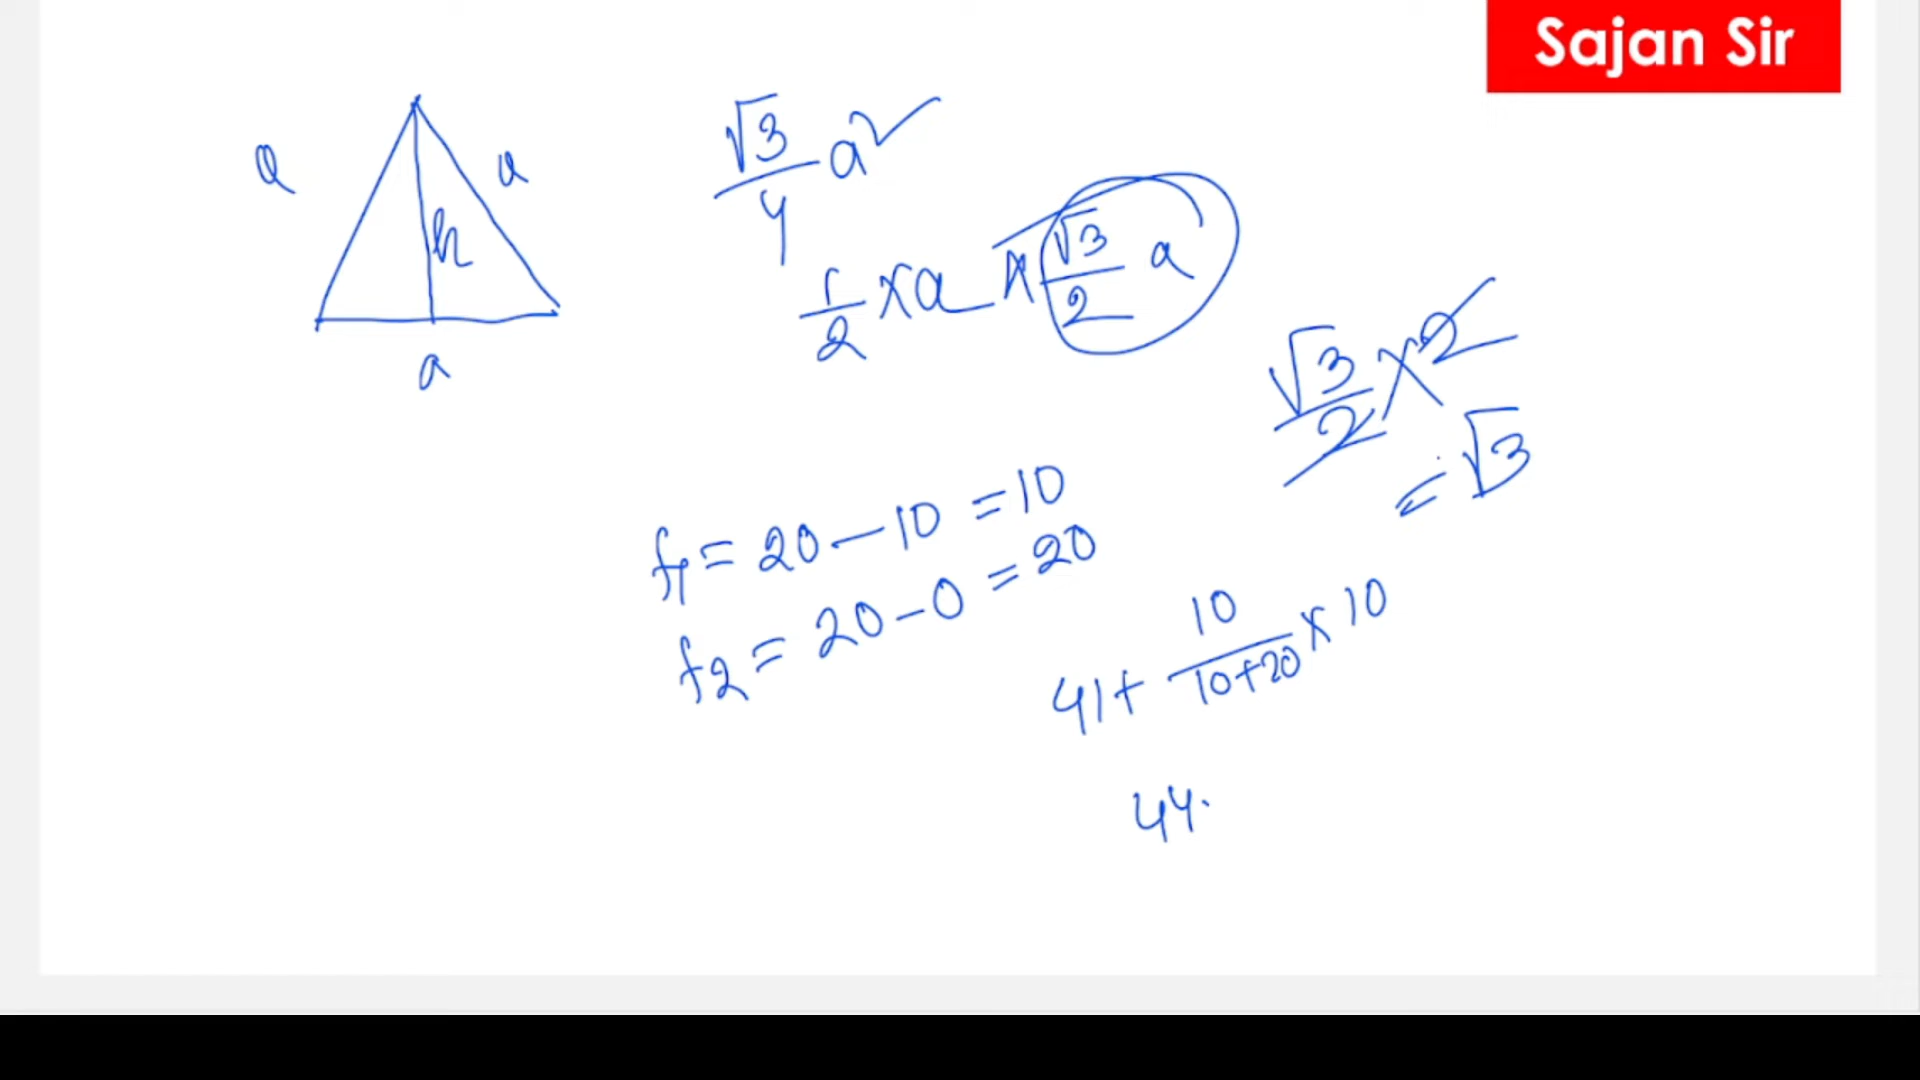 Sajan Sir
a
a
h
a
√3/4 a²
1/2 × a × √3/2 a
√3/2 × 2
= √3
f1 = 20 - 10 = 10
f2 = 20 - 0 = 20
41 + 10/10+20 × 10
44.